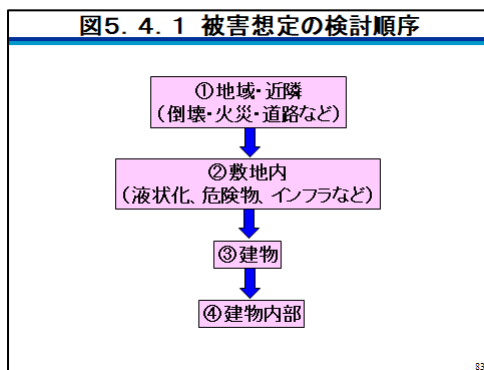 図5．4．1 被害想定の検討順序
①地域・近隣
（倒壊・火災・道路など）
②敷地内
（液状化、危険物、インフラなど）
③建物
④建物内部
83